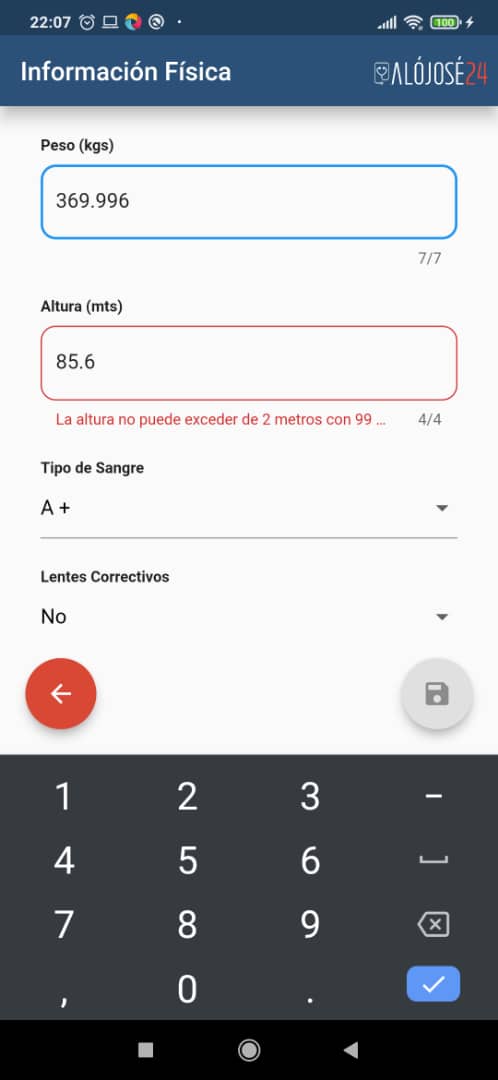 22:07
100
Información Física
ALÓJOSÉ24
Peso (kgs)
369.996
7/7
Altura (mts)
85.6
La altura no puede exceder de 2 metros con 99 ...
4/4
Tipo de Sangre
A +
Lentes Correctivos
No
1 2 3 –
4 5 6
7 8 9
, 0 .